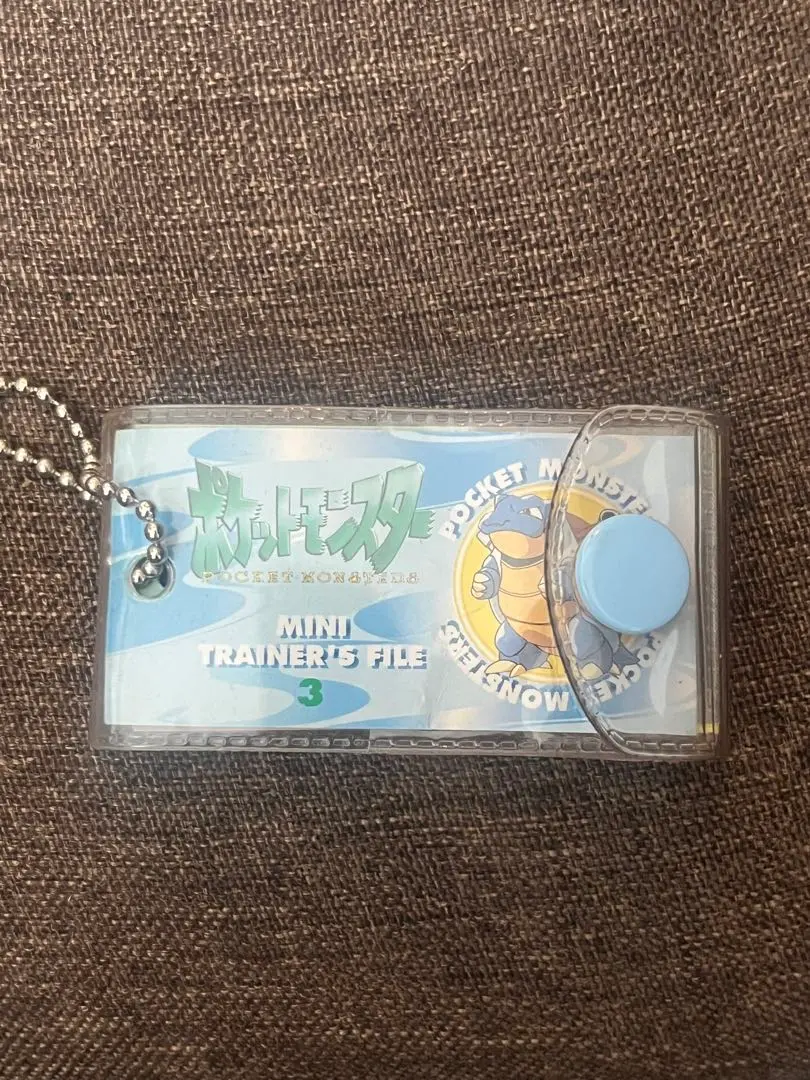 ポケットモンスター
POCKET MONSTERS
MINI
TRAINER'S FILE
3
POCKET MONSTE
POCKET MONSTERS